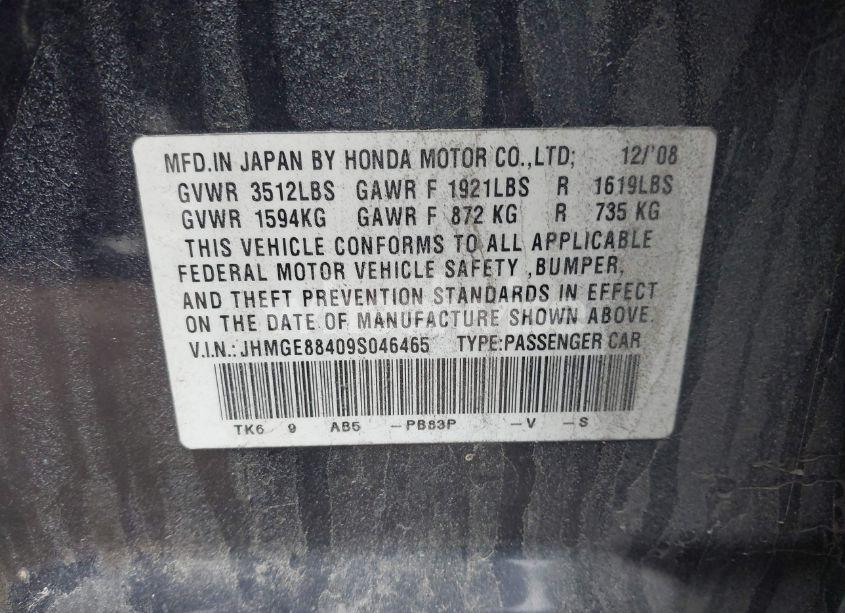 MFD.IN JAPAN BY HONDA MOTOR CO.,LTD; 12/'08
GVWR 3512LBS GAWR F 1921LBS R 1619LBS
GVWR 1594KG GAWR F 872 KG R 735 KG
THIS VEHICLE CONFORMS TO ALL APPLICABLE
FEDERAL MOTOR VEHICLE SAFETY ,BUMPER,
AND THEFT PREVENTION STANDARDS IN EFFECT
ON THE DATE OF MANUFACTURE SHOWN ABOVE.
V.I.N.:JHMGE88409S046465 TYPE:PASSENGER CAR
TK6 9 AB5 –PB83P –V –S